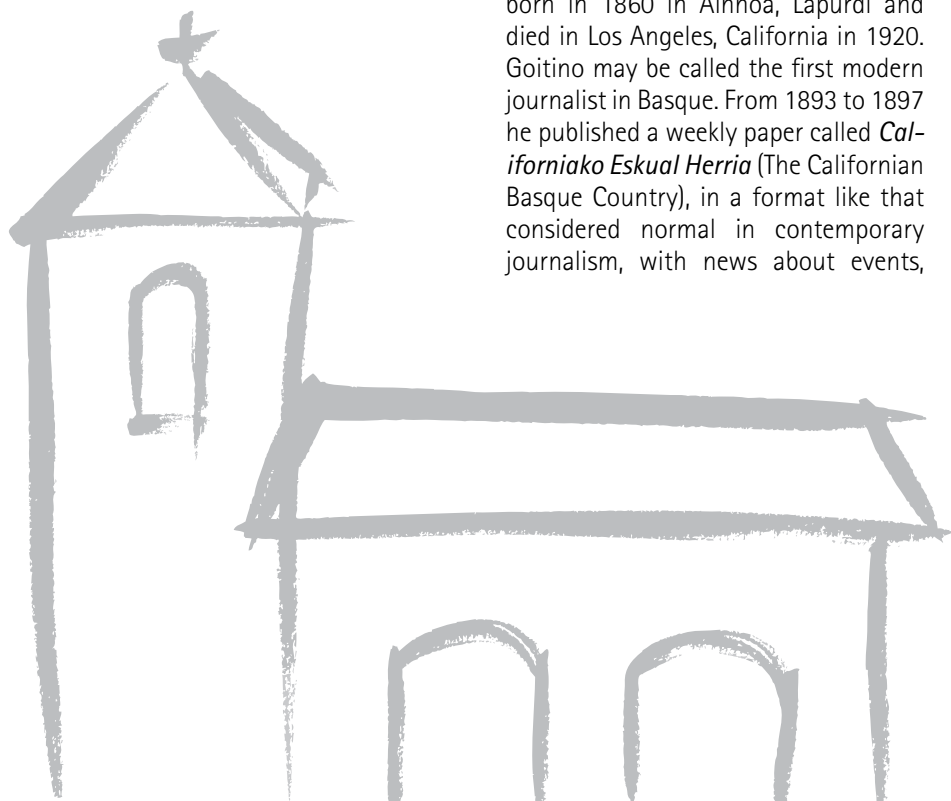 born in 1860 in Ainhoa, Lapurdi and
died in Los Angeles, California in 1920.
Goitino may be called the first modern
journalist in Basque. From 1893 to 1897
he published a weekly paper called Cal-
iforniako Eskual Herria (The Californian
Basque Country), in a format like that
considered normal in contemporary
journalism, with news about events,